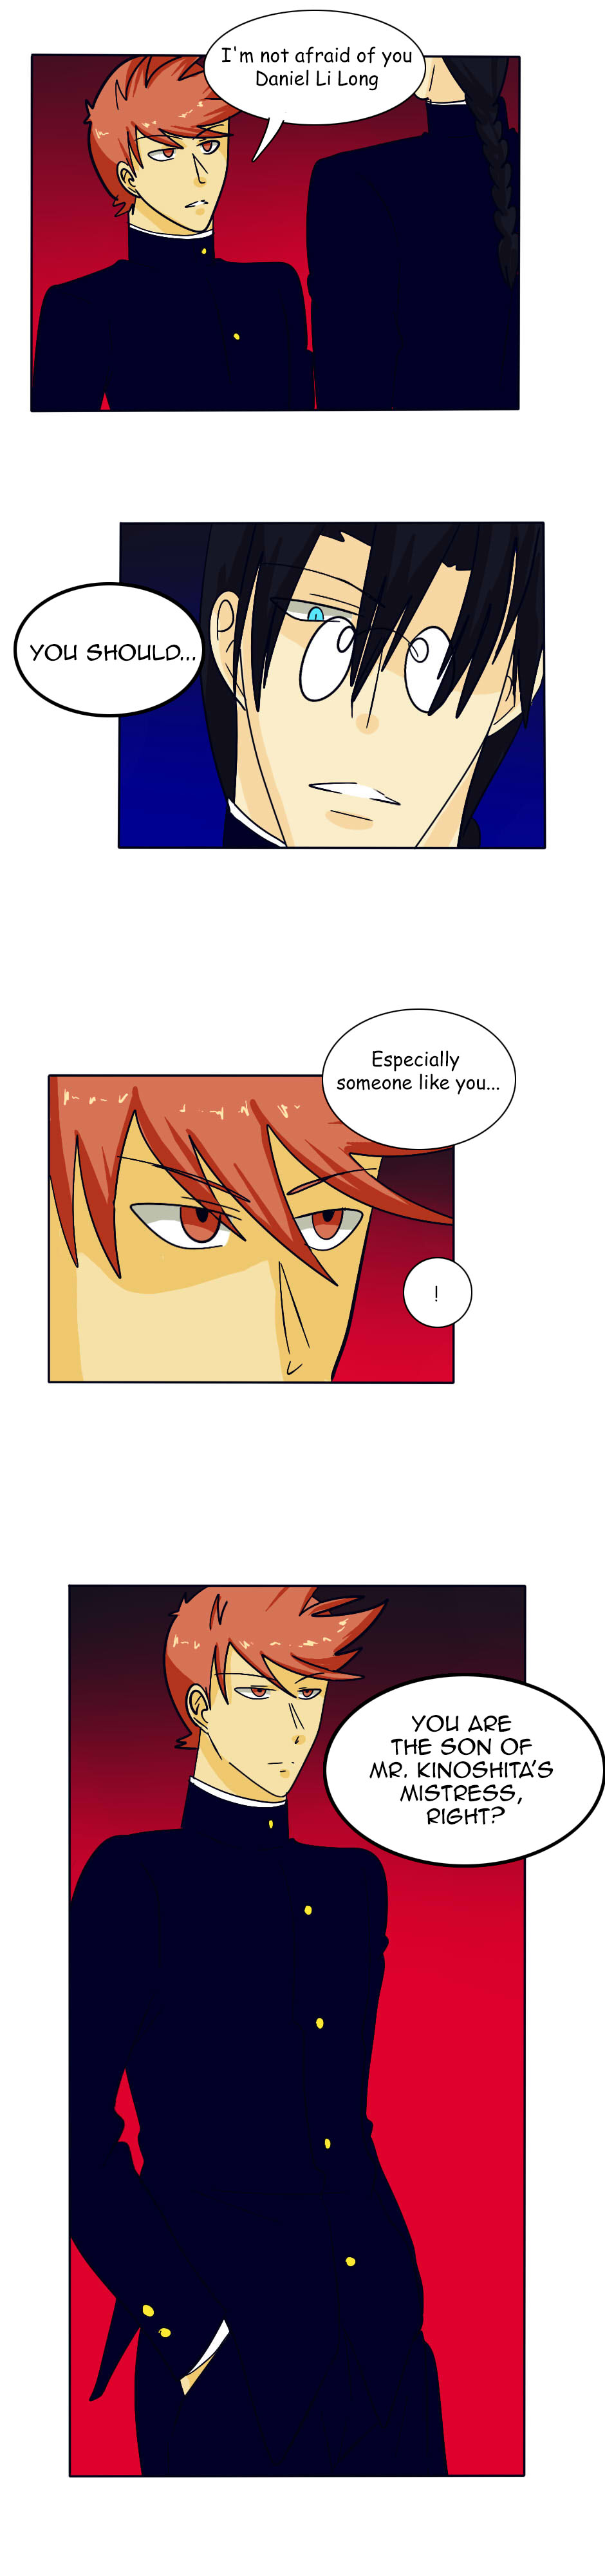 I'm not afraid of you
Daniel Li Long
YOU SHOULD...
Especially
someone like you...
!
YOU ARE
THE SON OF
MR. KINOSHITA'S
MISTRESS,
RIGHT?